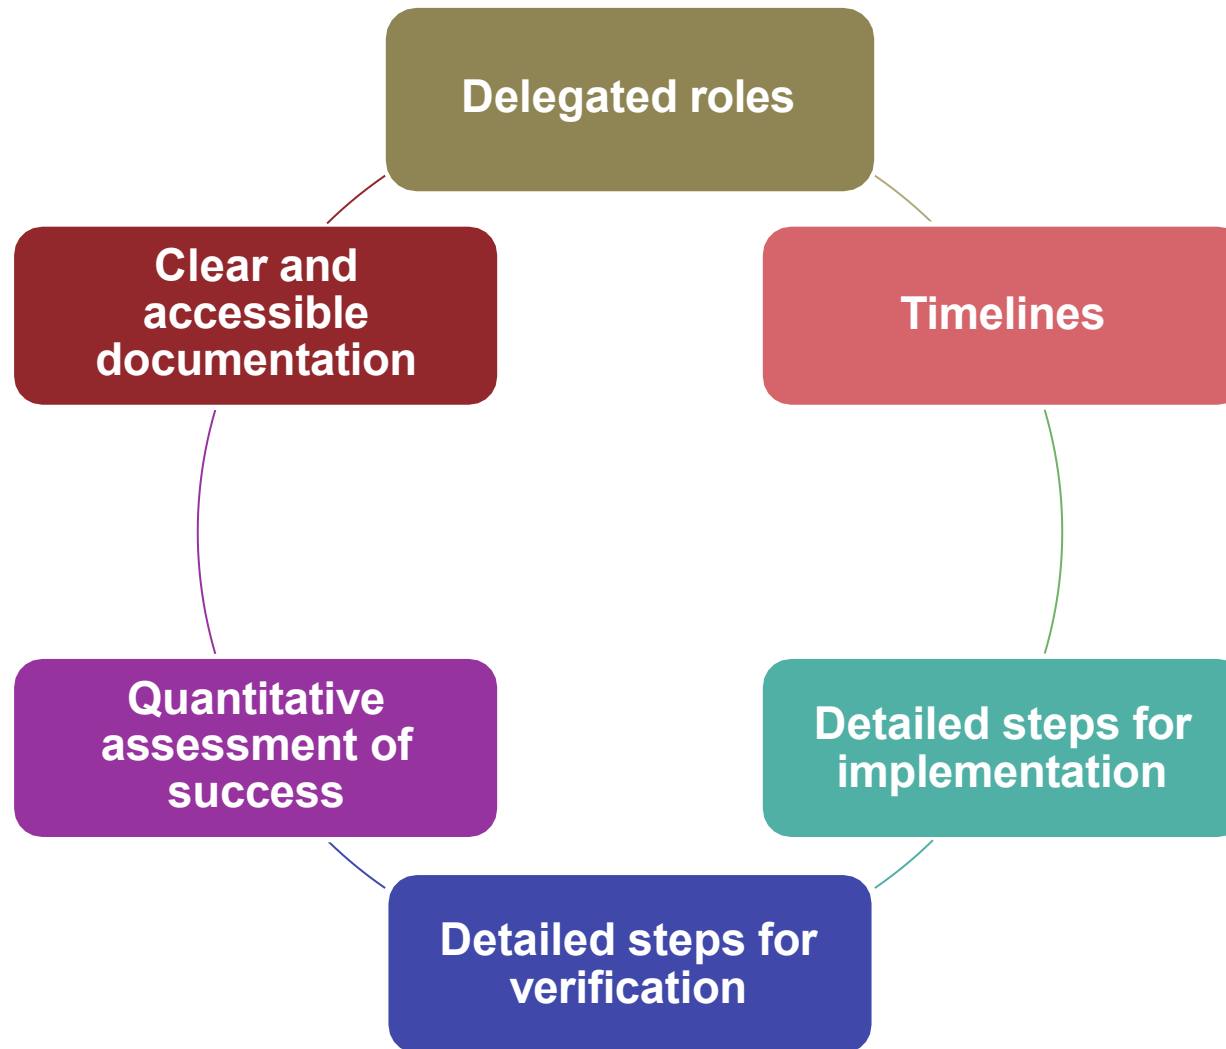 Delegated roles
Timelines
Detailed steps for
implementation
Detailed steps for
verification
Quantitative
assessment of
success
Clear and
accessible
documentation